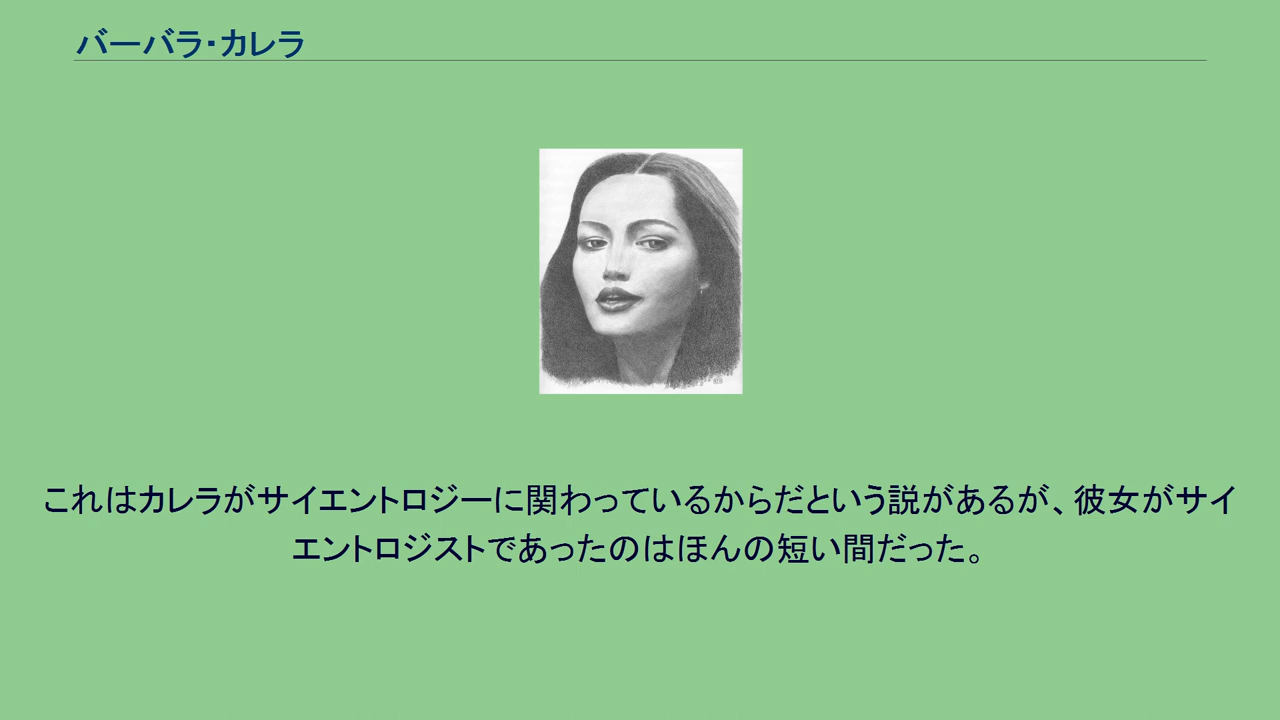 バーバラ・カレラ
これはカレラがサイエントロジーに関わっているからだという説があるが、彼女がサイ
エントロジストであったのはほんの短い間だった。